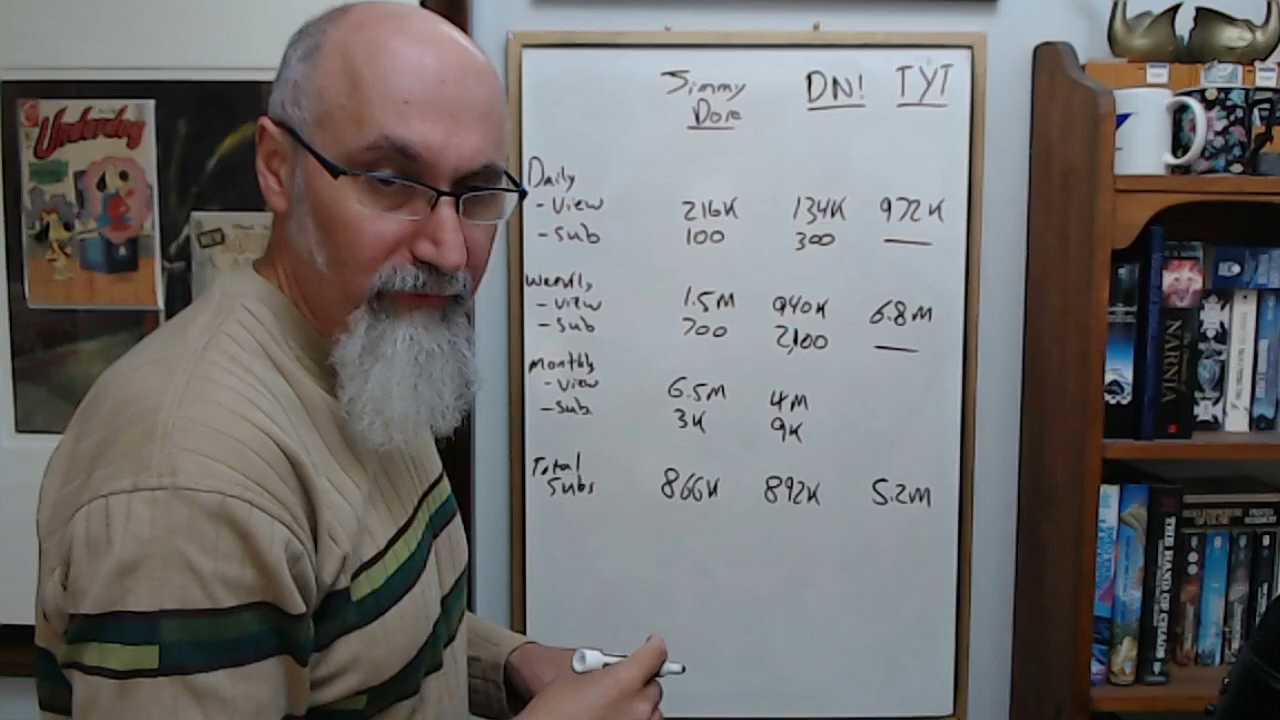 Underdog
NEW
Jimmy DN! TYT
Dore
Daily
- View 216K 134K 972K
- Sub 100 300 —
Weekly
- View 1.5M 940K 6.8M
- Sub 700 2,100 —
Monthly
- View 6.5M 4M
- Sub 3K 9K
Total
Subs 866K 892K 5.2M
NARNIA
THE HAND OF CHAOS